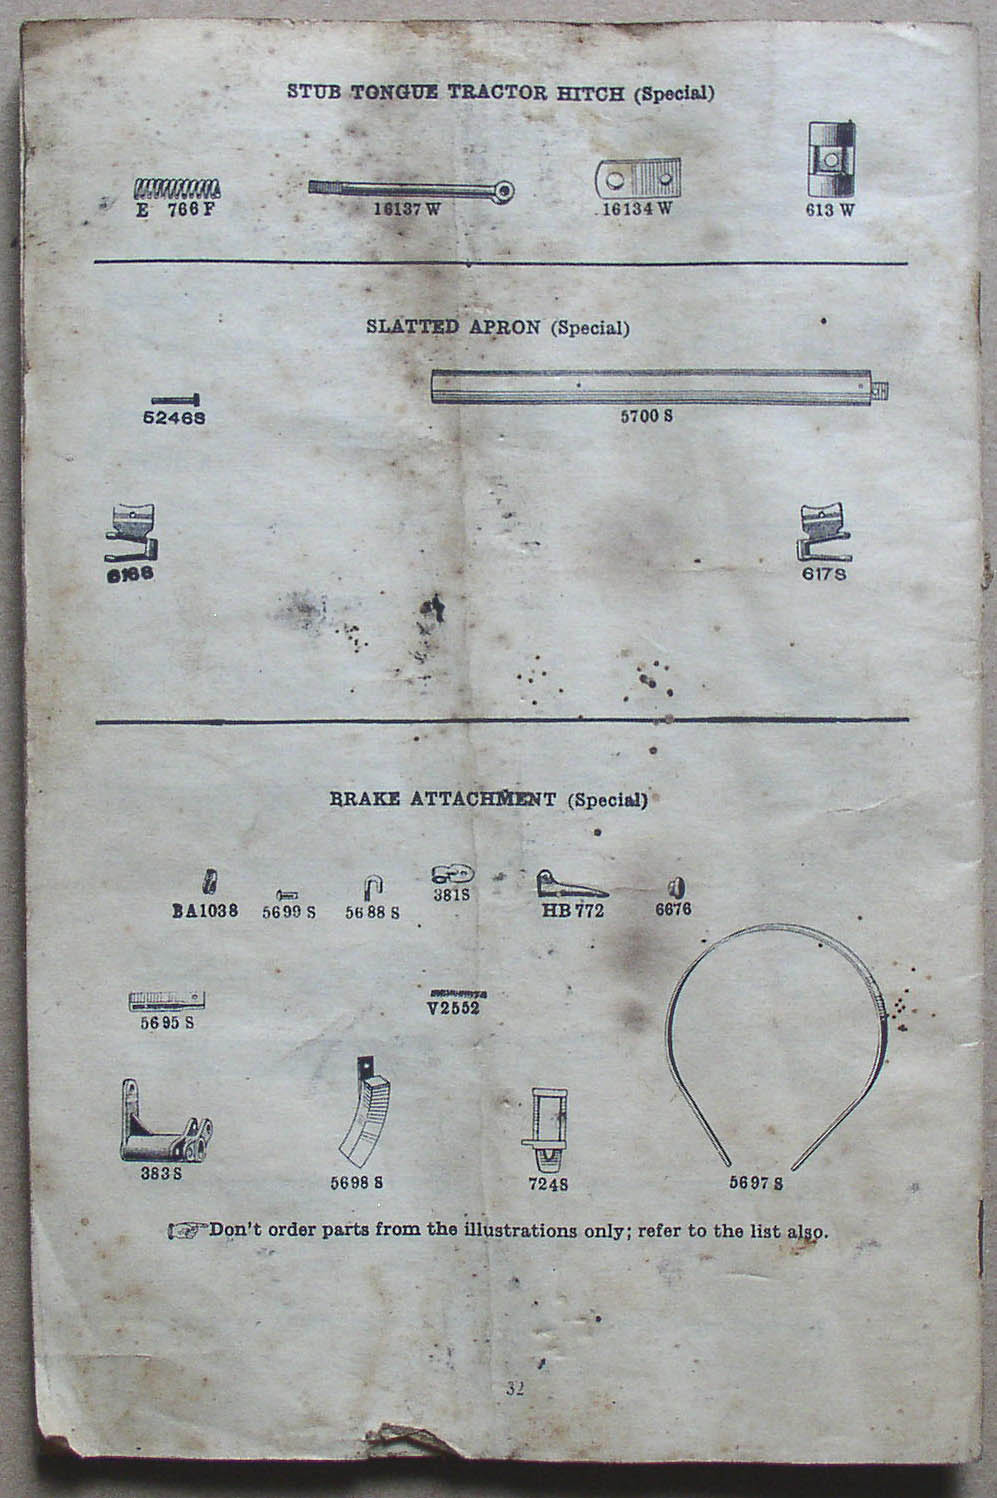 STUB TONGUE TRACTOR HITCH (Special)
E 766 F
16137 W
16134 W
613 W
SLATTED APRON (Special)
5246S
5700 S
616S
617S
BRAKE ATTACHMENT (Special)
BA1038
5699 S
5688 S
381S
HB 772
6676
5695 S
V2552
383 S
5698 S
724S
5697 S
☞Don't order parts from the illustrations only; refer to the list also.
32